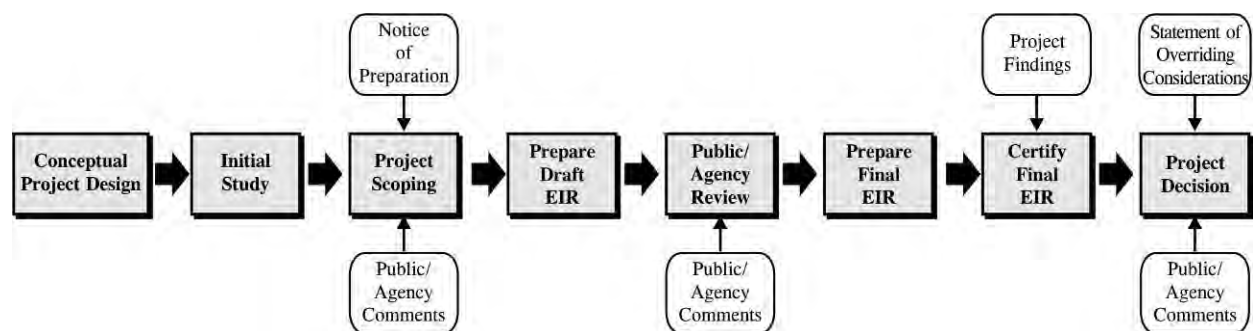 Notice
of
Preparation
Project
Findings
Statement of
Overriding
Considerations
Conceptual
Project Design
Initial
Study
Project
Scoping
Prepare
Draft
EIR
Public/
Agency
Review
Prepare
Final
EIR
Certify
Final
EIR
Project
Decision
Public/
Agency
Comments
Public/
Agency
Comments
Public/
Agency
Comments